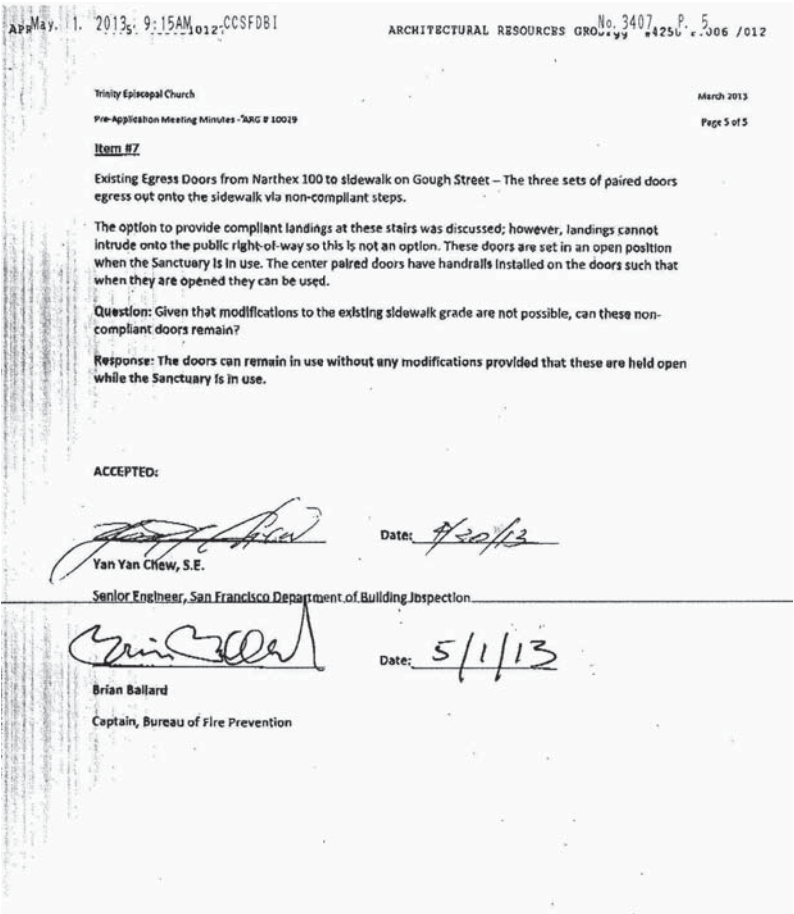 May. 1. 2013 9:15AM CCSFDBI
ARCHITECTURAL RESOURCES No. 3407 P. 5 006 /012
Trinity Episcopal Church
March 2013
Pre-Application Meeting Minutes - ARG # 10029
Page 5 of 5
Item #7
Existing Egress Doors from Narthex 100 to sidewalk on Gough Street – The three sets of paired doors
egress out onto the sidewalk via non-compliant steps.
The option to provide compliant landings at these stairs was discussed; however, landings cannot
intrude onto the public right-of-way so this is not an option. These doors are set in an open position
when the Sanctuary is in use. The center paired doors have handrails installed on the doors such that
when they are opened they can be used.
Question: Given that modifications to the existing sidewalk grade are not possible, can these non-
compliant doors remain?
Response: The doors can remain in use without any modifications provided that these are held open
while the Sanctuary is in use.
ACCEPTED:
Date: 4/30/13
Yan Yan Chew, S.E.
Senior Engineer, San Francisco Department of Building Inspection
Date: 5/1/13
Brian Ballard
Captain, Bureau of Fire Prevention